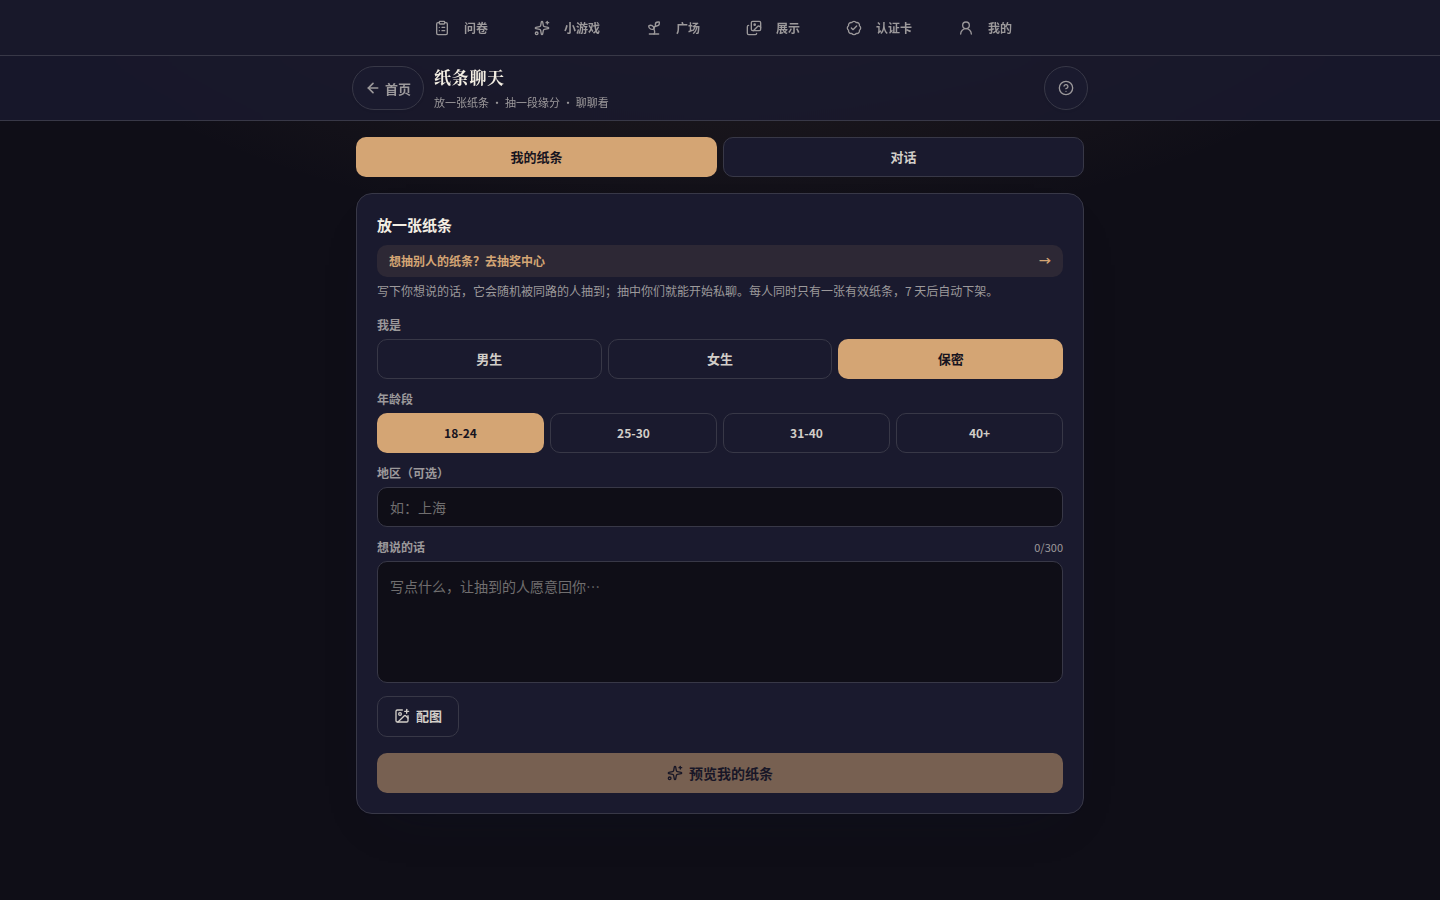 问卷 小游戏 广场 展示 认证卡 我的
首页
纸条聊天
放一张纸条 · 抽一段缘分 · 聊聊看
我的纸条 对话
放一张纸条
想抽别人的纸条？去抽奖中心 →
写下你想说的话，它会随机被同路的人抽到；抽中你们就能开始私聊。每人同时只有一张有效纸条，7 天后自动下架。
我是
男生 女生 保密
年龄段
18-24 25-30 31-40 40+
地区（可选）
如：上海
想说的话 0/300
写点什么，让抽到的人愿意回你…
配图
预览我的纸条